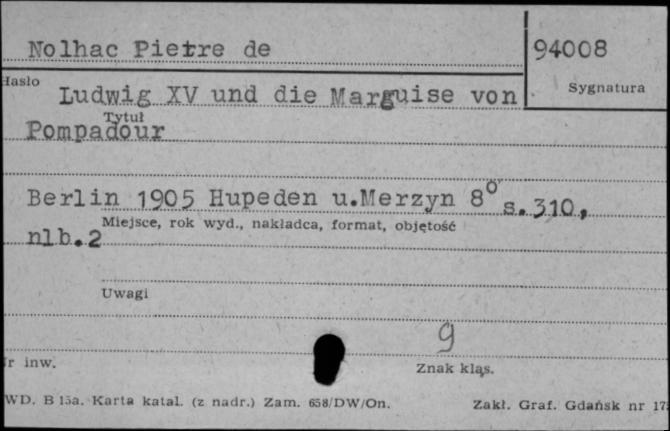 Nolhac Pietre de
94008
Hasło
Sygnatura
Ludwig XV und die Marguise von
Tytuł
Pompadour
Berlin 1905 Hupeden u.Merzyn 8° s. 310,
Miejsce, rok wyd., nakładca, format, objętość
nlb.2
Uwagi
9
r inw.
Znak kląs.
WD. B 15a. Karta katal. (z nadr.) Zam. 658/DW/On.
Zakł. Graf. Gdańsk nr